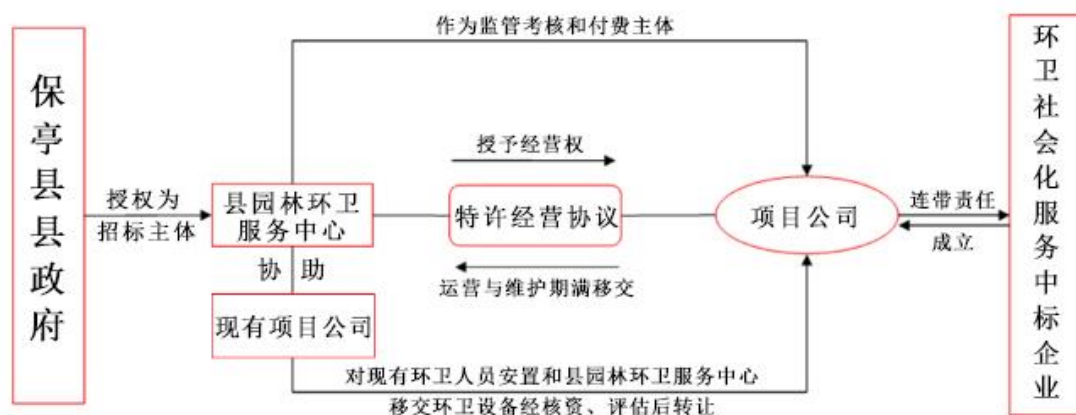 作为监管考核和付费主体
保亭县县政府
授权为
招标主体
县园林环卫
服务中心
协助
现有项目公司
授予经营权
特许经营协议
运营与维护期满移交
项目公司
连带责任
成立
环卫社会化服务中标企业
对现有环卫人员安置和县园林环卫服务中心
移交环卫设备经核资、评估后转让